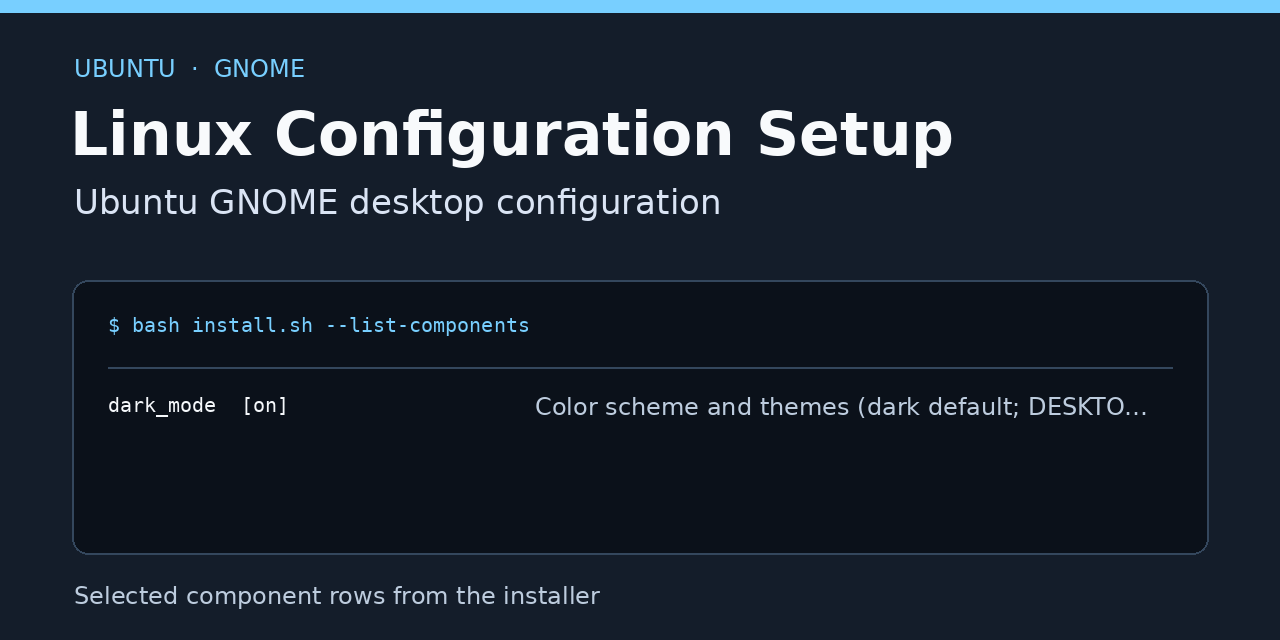 UBUNTU · GNOME
Linux Configuration Setup
Ubuntu GNOME desktop configuration
$ bash install.sh --list-components
dark_mode [on] Color scheme and themes (dark default; DESKTO…
Selected component rows from the installer